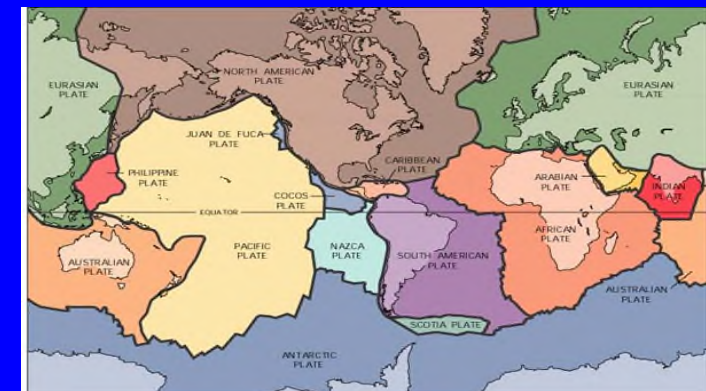 NORTH AMERICAN
PLATE
EURASIAN
PLATE
EURASIAN
PLATE
JUAN DE FUCA
PLATE
CARIBBEAN
PLATE
PHILIPPINE
PLATE
ARABIAN
PLATE
INDIAN
PLATE
COCOS
PLATE
EQUATOR
AFRICAN
PLATE
PACIFIC
PLATE
NAZCA
PLATE
SOUTH AMERICAN
PLATE
AUSTRALIAN
PLATE
AUSTRALIAN
PLATE
SCOTIA PLATE
ANTARCTIC
PLATE